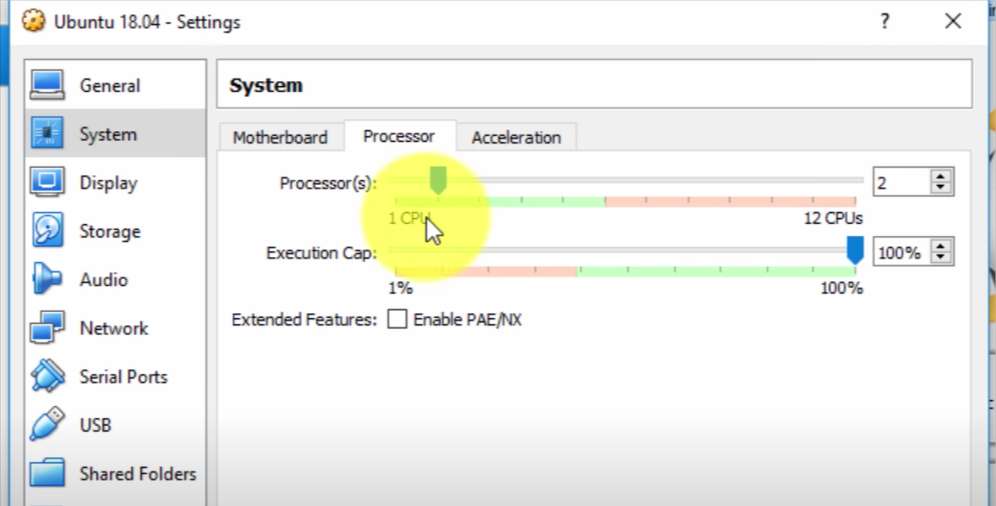 Ubuntu 18.04 - Settings
?
General
System
Display
Storage
Audio
Network
Serial Ports
USB
Shared Folders
System
Motherboard Processor Acceleration
Processor(s): 2
1 CPU 12 CPUs
Execution Cap: 100%
1% 100%
Extended Features: Enable PAE/NX